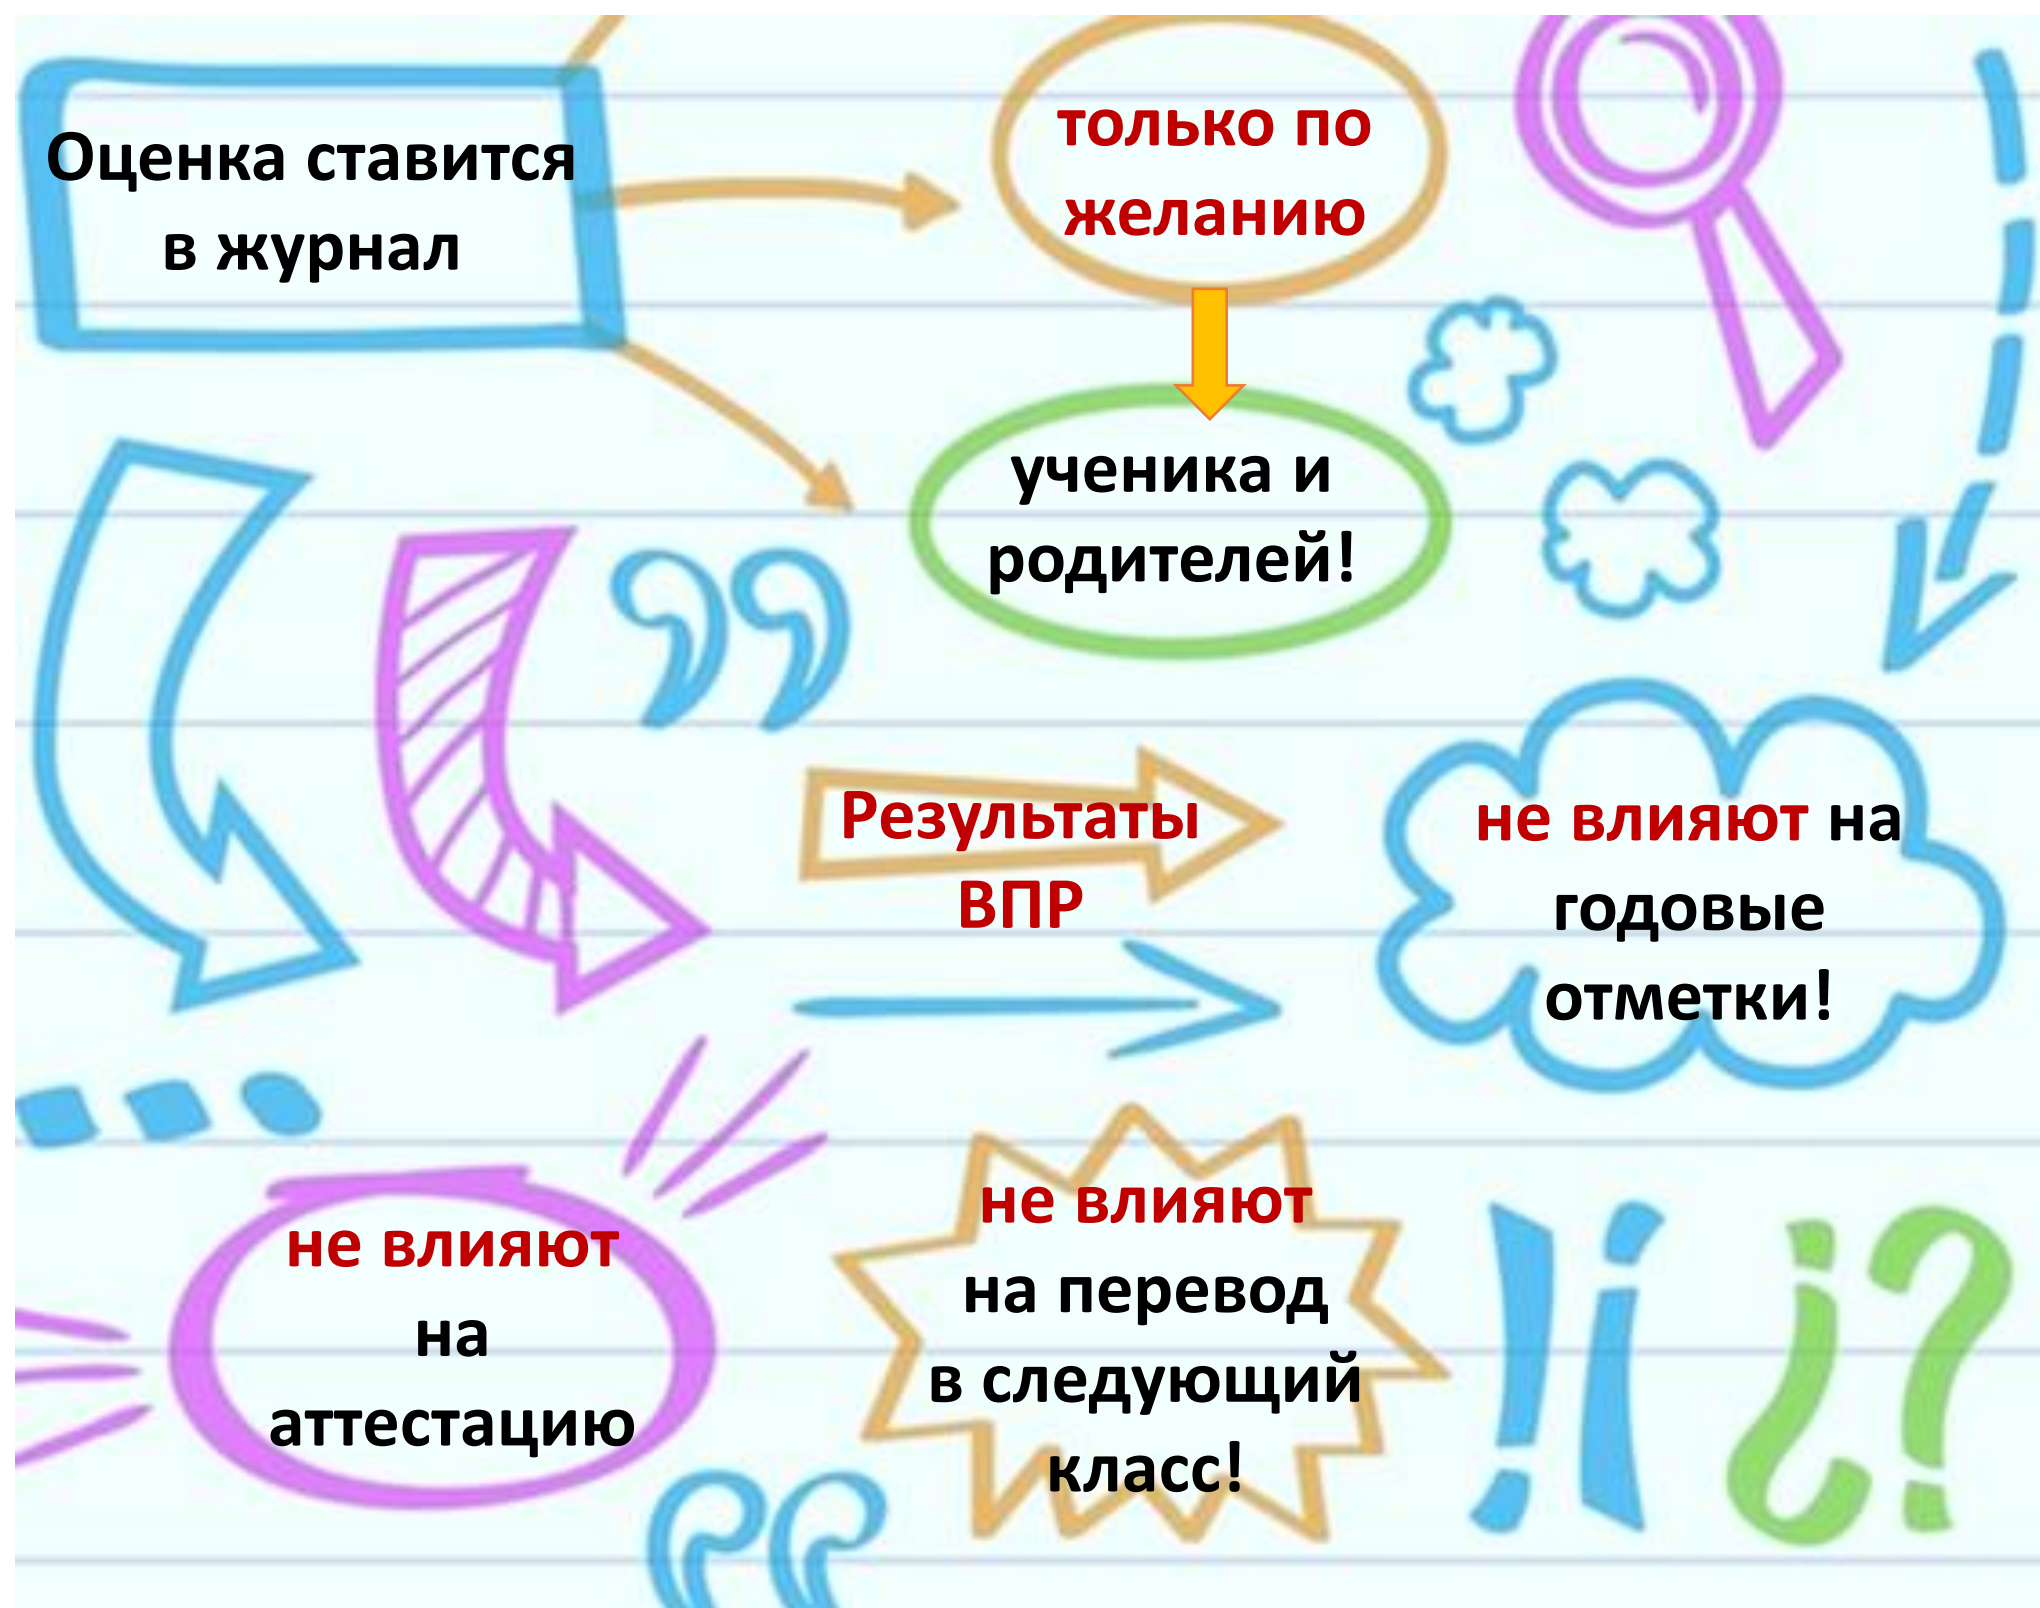 Оценка ставится
в журнал
только по
желанию
ученика и
родителей!
Результаты
ВПР
не влияют на
годовые
отметки!
не влияют
на
аттестацию
не влияют
на перевод
в следующий
класс!